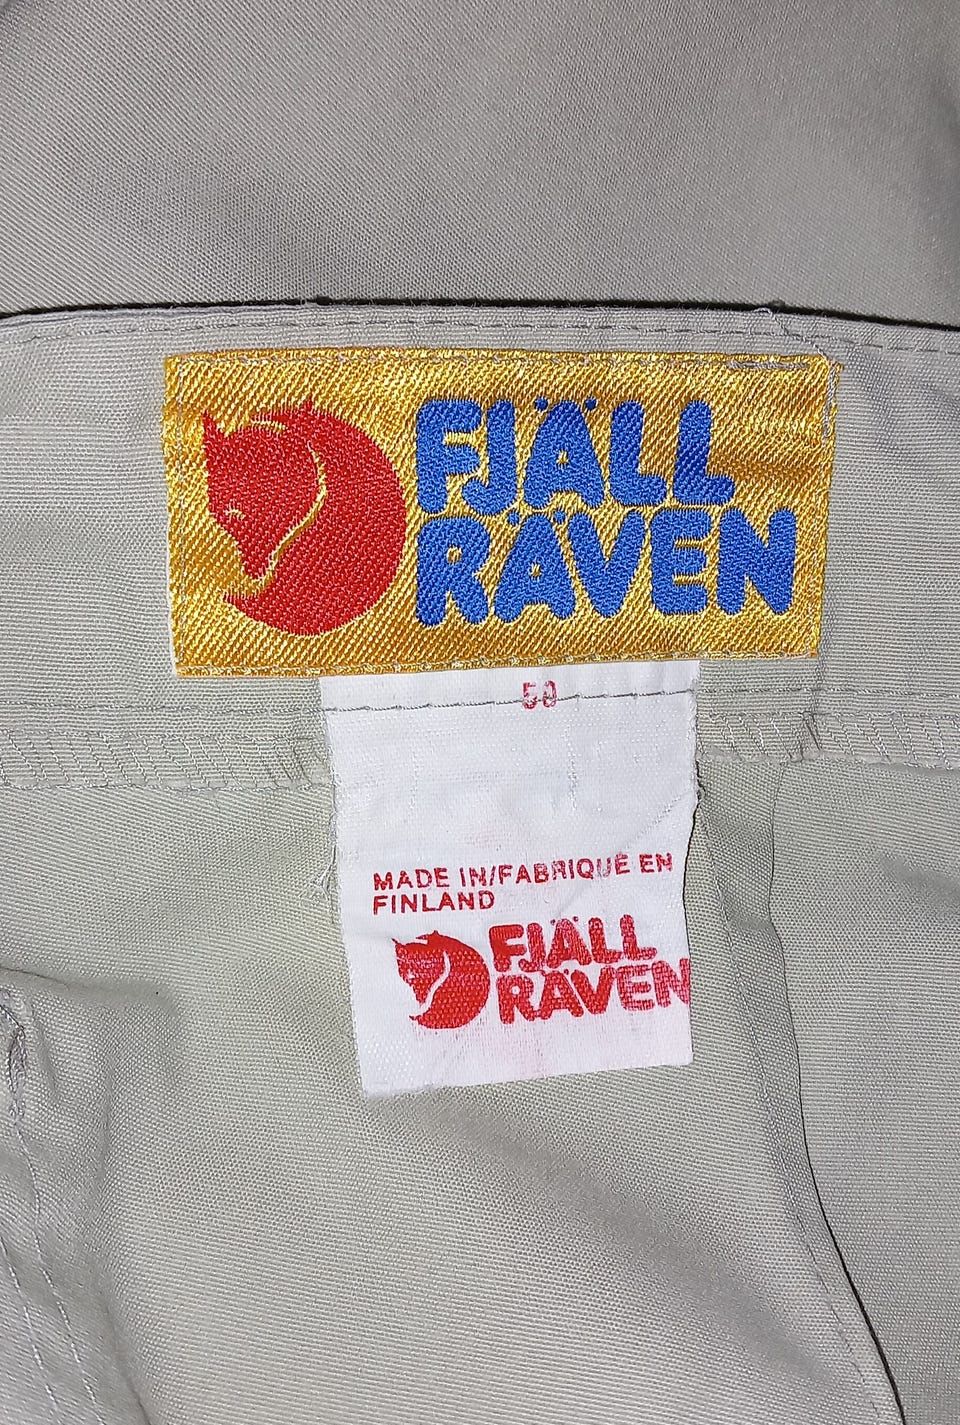 FJÄLL
RÄVEN
50
MADE IN/FABRIQUE EN
FINLAND
FJÄLL
RÄVEN